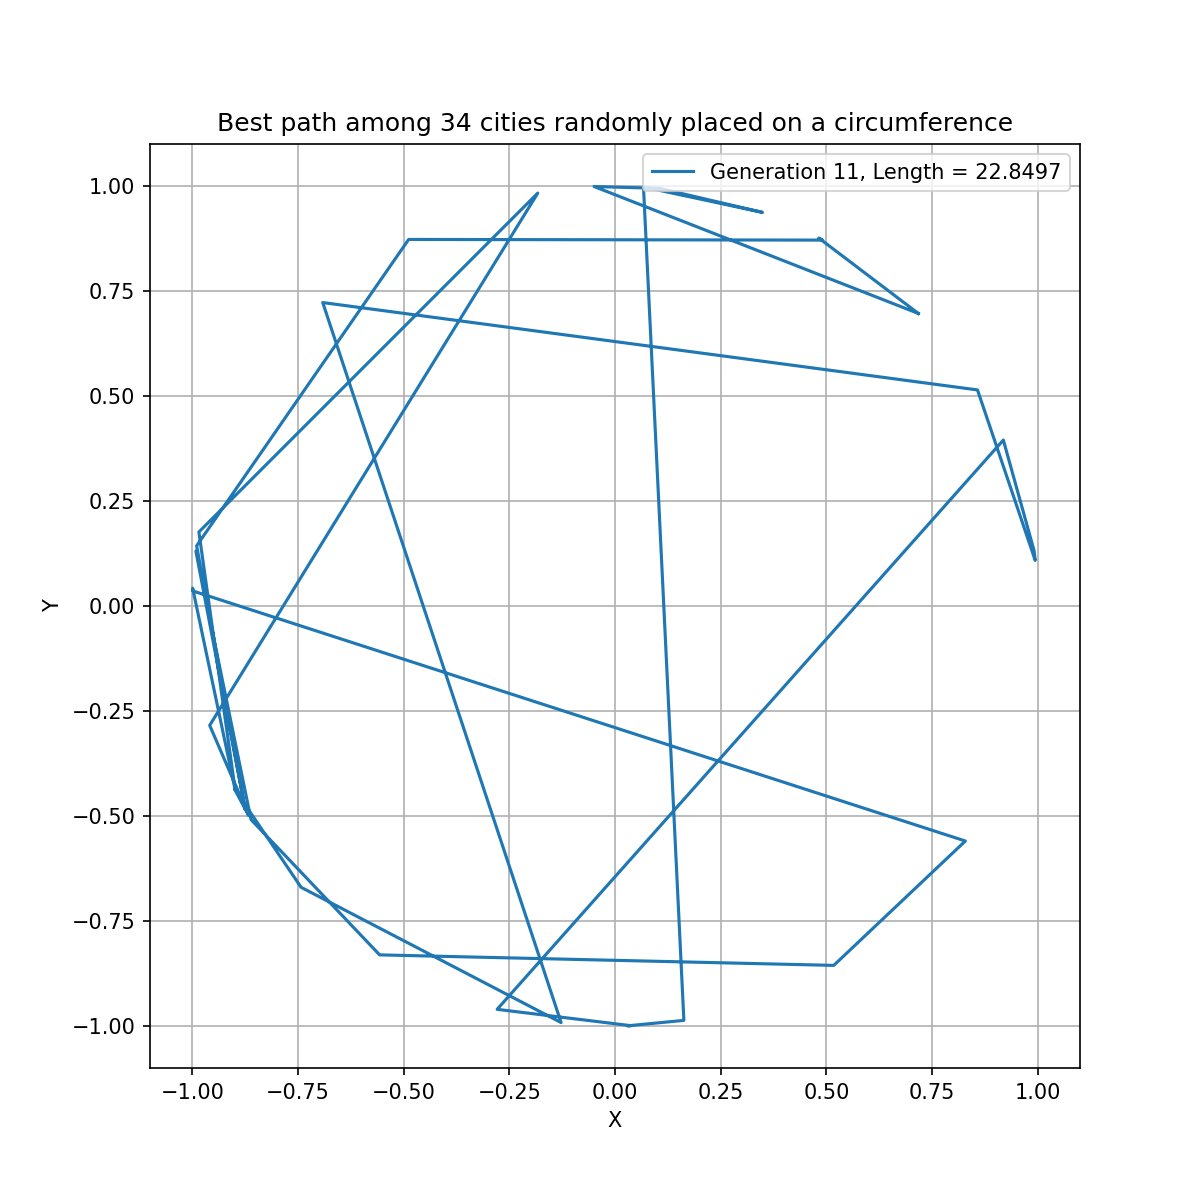 Best path among 34 cities randomly placed on a circumference
Generation 11, Length = 22.8497
1.00
0.75
0.50
0.25
0.00
−0.25
−0.50
−0.75
−1.00
Y
−1.00 −0.75 −0.50 −0.25 0.00 0.25 0.50 0.75 1.00
X